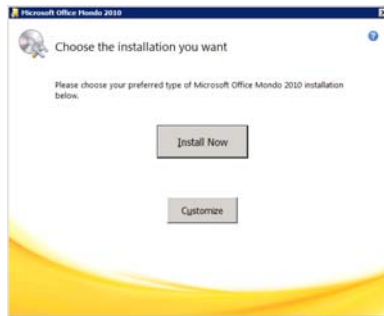 Microsoft Office Mondo 2010
Choose the installation you want
Please choose your preferred type of Microsoft Office Mondo 2010 installation
below.
Install Now
Customize